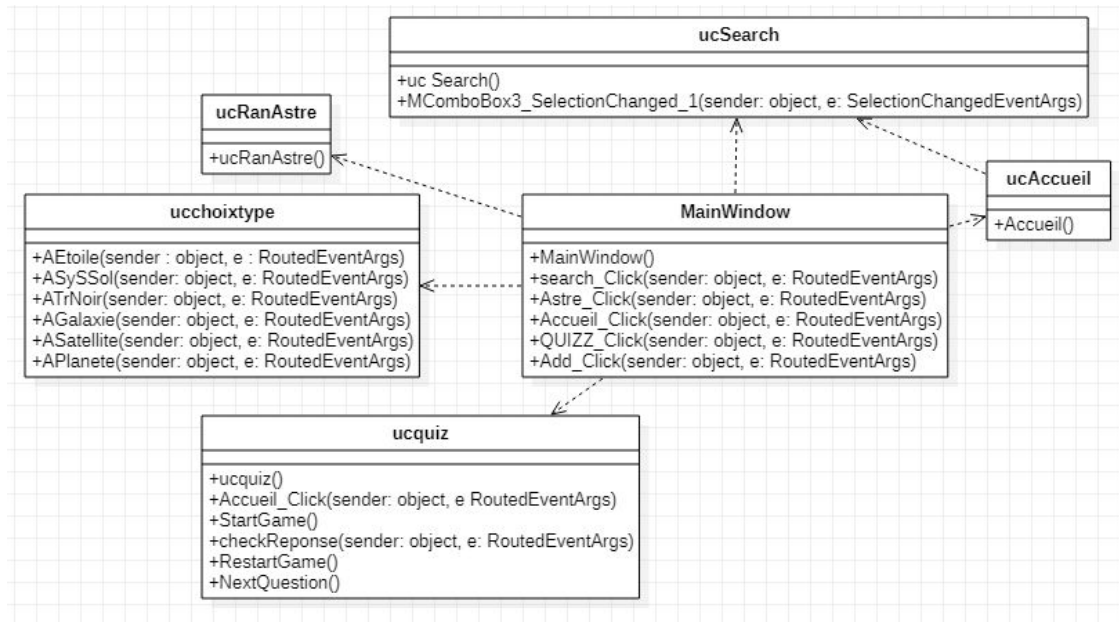 ucSearch
+uc Search()
+MComboBox3_SelectionChanged_1(sender: object, e: SelectionChangedEventArgs)
ucRanAstre
+ucRanAstre()
ucAccueil
+Accueil()
ucchoixtype
+AEtoile(sender : object, e : RoutedEventArgs)
+ASySSol(sender: object, e: RoutedEventArgs)
+ATrNoir(sender: object, e: RoutedEventArgs)
+AGalaxie(sender: object, e: RoutedEventArgs)
+ASatellite(sender: object, e: RoutedEventArgs)
+APlanete(sender: object, e: RoutedEventArgs)
MainWindow
+MainWindow()
+search_Click(sender: object, e: RoutedEventArgs)
+Astre_Click(sender: object, e: RoutedEventArgs)
+Accueil_Click(sender: object, e: RoutedEventArgs)
+QUIZZ_Click(sender: object, e: RoutedEventArgs)
+Add_Click(sender: object, e: RoutedEventArgs)
ucquiz
+ucquiz()
+Accueil_Click(sender: object, e RoutedEventArgs)
+StartGame()
+checkReponse(sender: object, e: RoutedEventArgs)
+RestartGame()
+NextQuestion()